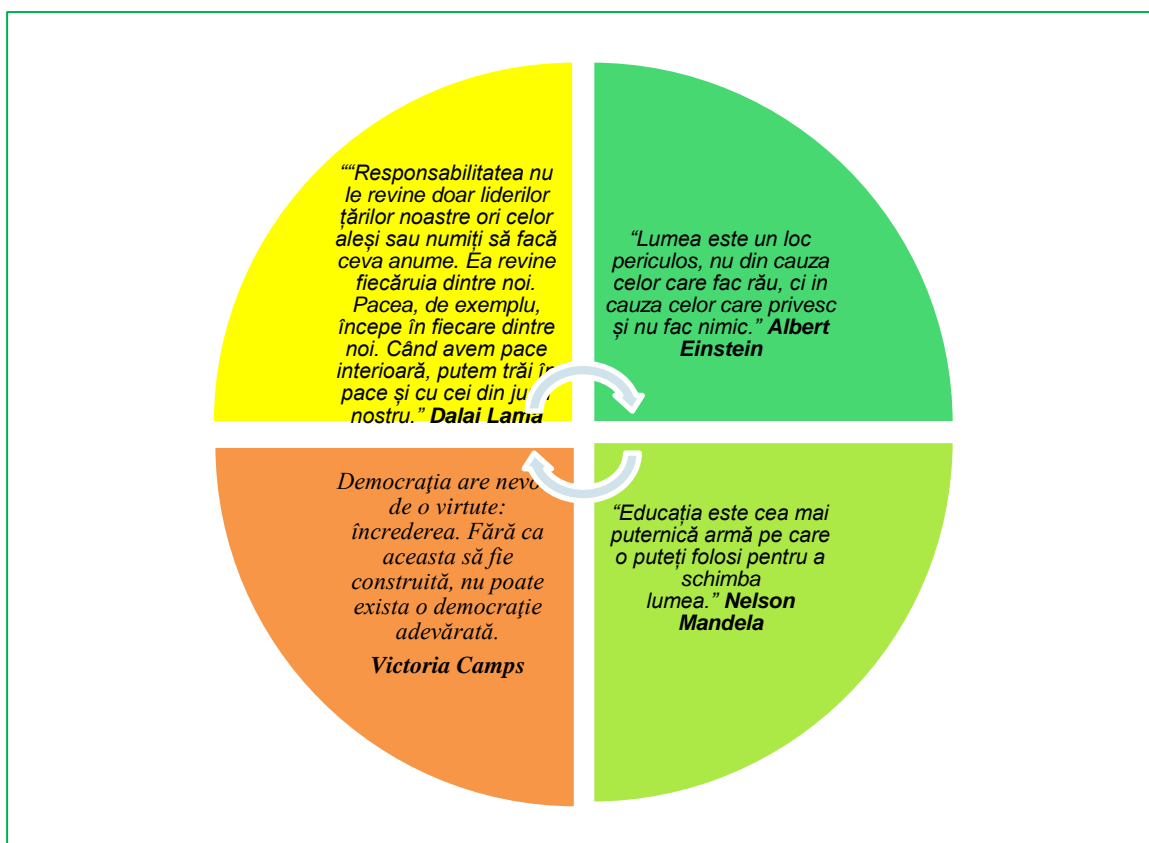 ““Responsabilitatea nu
le revine doar liderilor
țărilor noastre ori celor
aleși sau numiți să facă
ceva anume. Ea revine
fiecăruia dintre noi.
Pacea, de exemplu,
începe în fiecare dintre
noi. Când avem pace
interioară, putem trăi în
pace și cu cei din
nostru.” Dalai Lama
“Lumea este un loc
periculos, nu din cauza
celor care fac rău, ci in
cauza celor care privesc
și nu fac nimic.” Albert
Einstein
Democraţia are
de o virtute:
încrederea. Fără ca
aceasta să fie
construită, nu poate
exista o democraţie
adevărată.
Victoria Camps
“Educația este cea mai
puternică armă pe care
o puteți folosi pentru a
schimba
lumea.” Nelson
Mandela